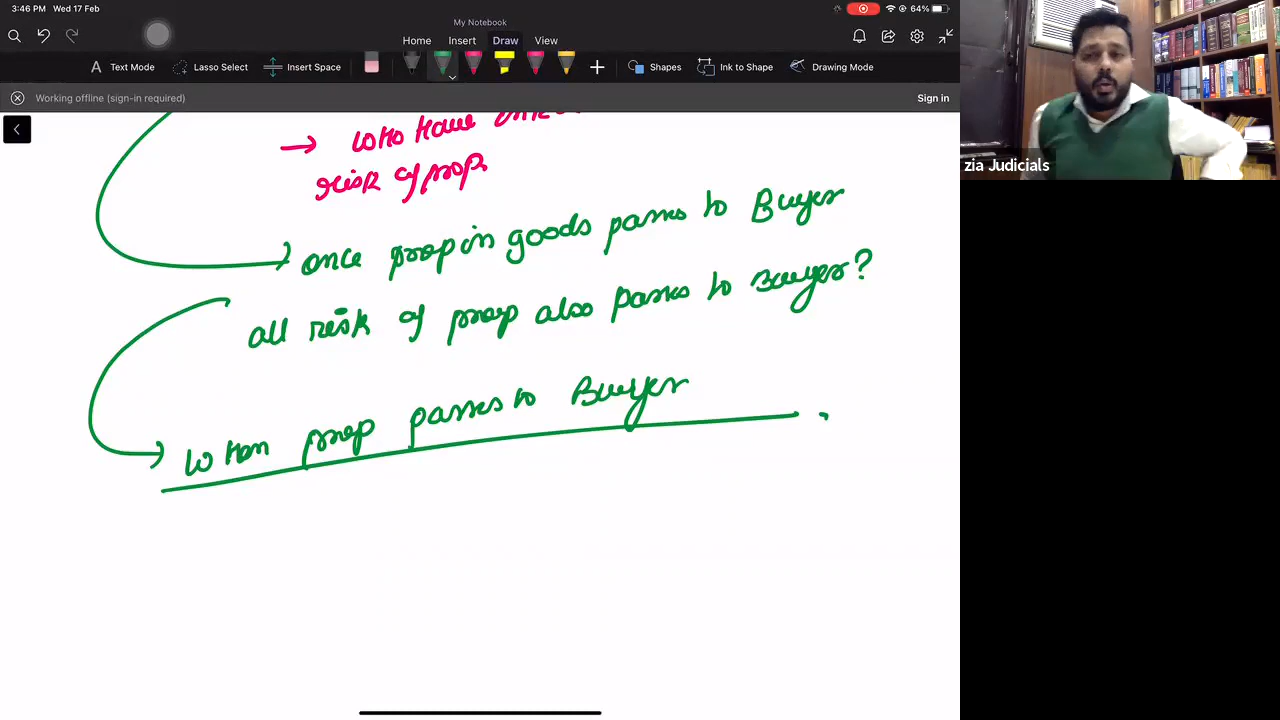 3:46 PM Wed 17 Feb
My Notebook
64%
Home Insert Draw View
Text Mode Lasso Select Insert Space Shapes Ink to Shape Drawing Mode
Working offline (sign-in required) Sign in
zia Judicials
→ who have
risk of prop
once prop in goods passes to Buyer
all risk of prop also passes to Buyer?
when prop passes to Buyer